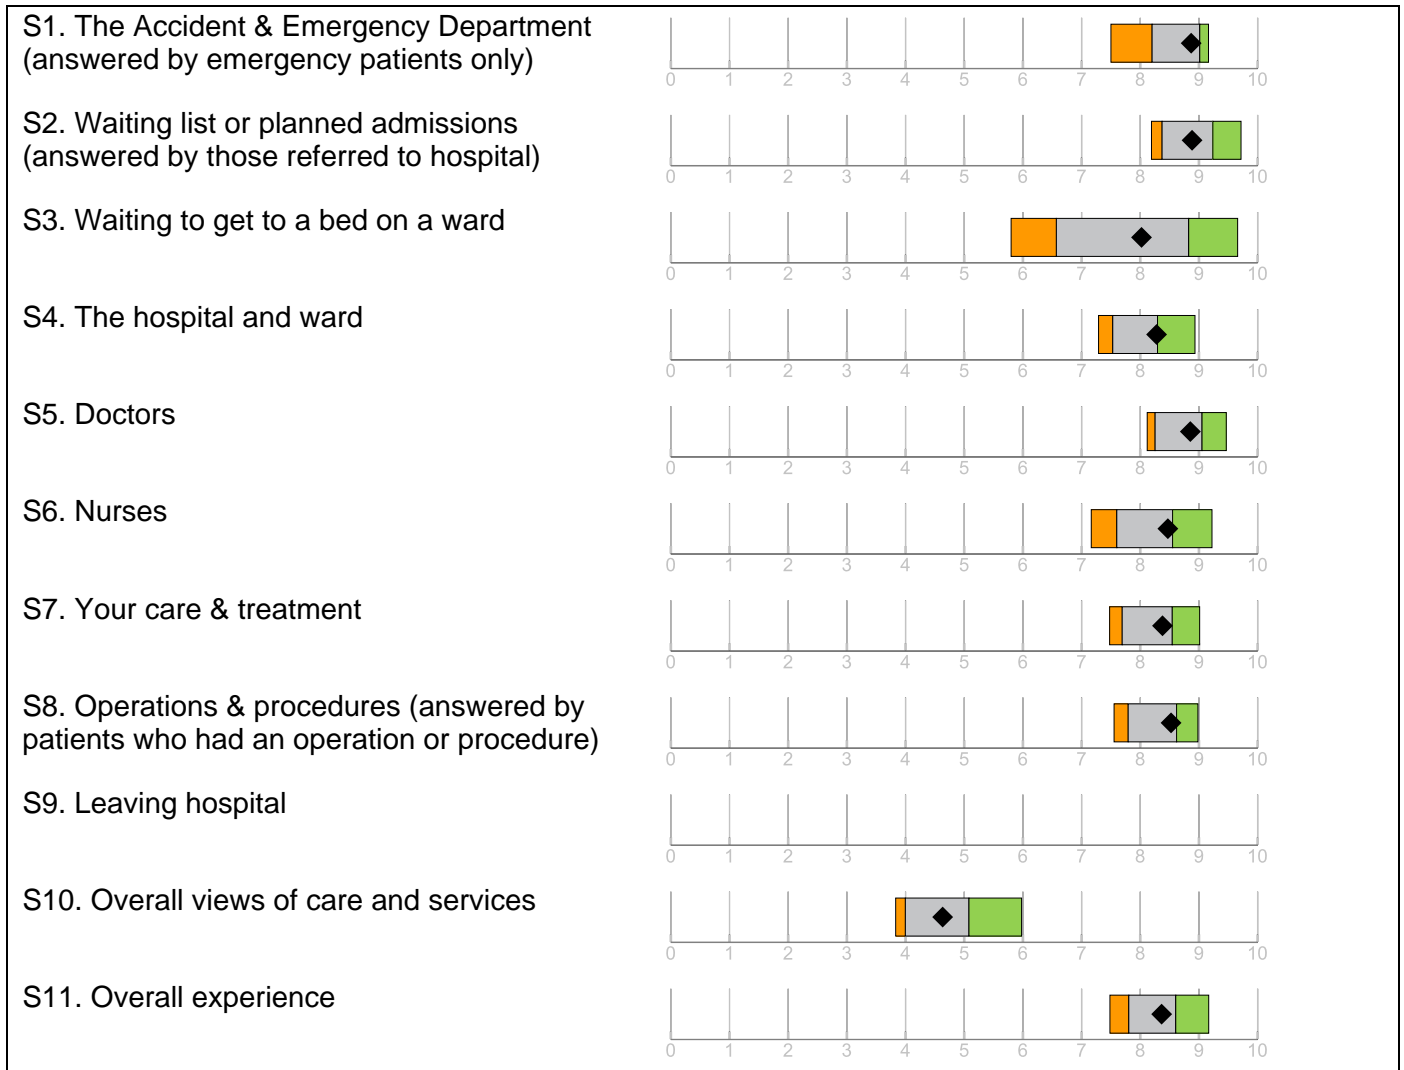 S1. The Accident & Emergency Department
(answered by emergency patients only)
0 1 2 3 4 5 6 7 8 9 10
S2. Waiting list or planned admissions
(answered by those referred to hospital)
0 1 2 3 4 5 6 7 8 9 10
S3. Waiting to get to a bed on a ward
0 1 2 3 4 5 6 7 8 9 10
S4. The hospital and ward
0 1 2 3 4 5 6 7 8 9 10
S5. Doctors
0 1 2 3 4 5 6 7 8 9 10
S6. Nurses
0 1 2 3 4 5 6 7 8 9 10
S7. Your care & treatment
0 1 2 3 4 5 6 7 8 9 10
S8. Operations & procedures (answered by
patients who had an operation or procedure)
0 1 2 3 4 5 6 7 8 9 10
S9. Leaving hospital
0 1 2 3 4 5 6 7 8 9 10
S10. Overall views of care and services
0 1 2 3 4 5 6 7 8 9 10
S11. Overall experience
0 1 2 3 4 5 6 7 8 9 10